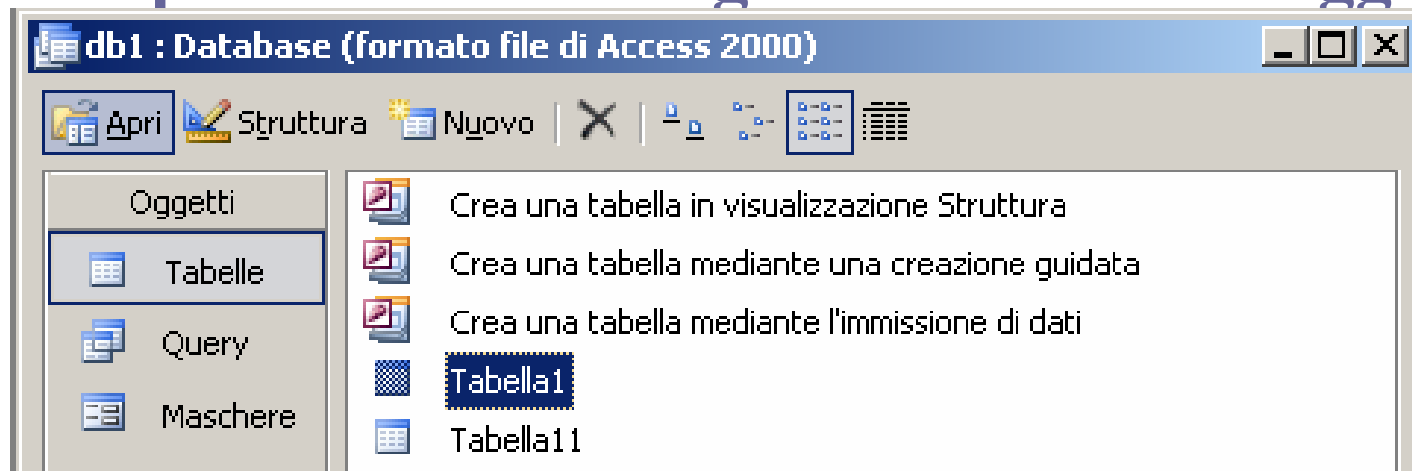 db1 : Database (formato file di Access 2000)
Apri Struttura Nuovo
Oggetti
Tabelle
Query
Maschere
Crea una tabella in visualizzazione Struttura
Crea una tabella mediante una creazione guidata
Crea una tabella mediante l'immissione di dati
Tabella1
Tabella11